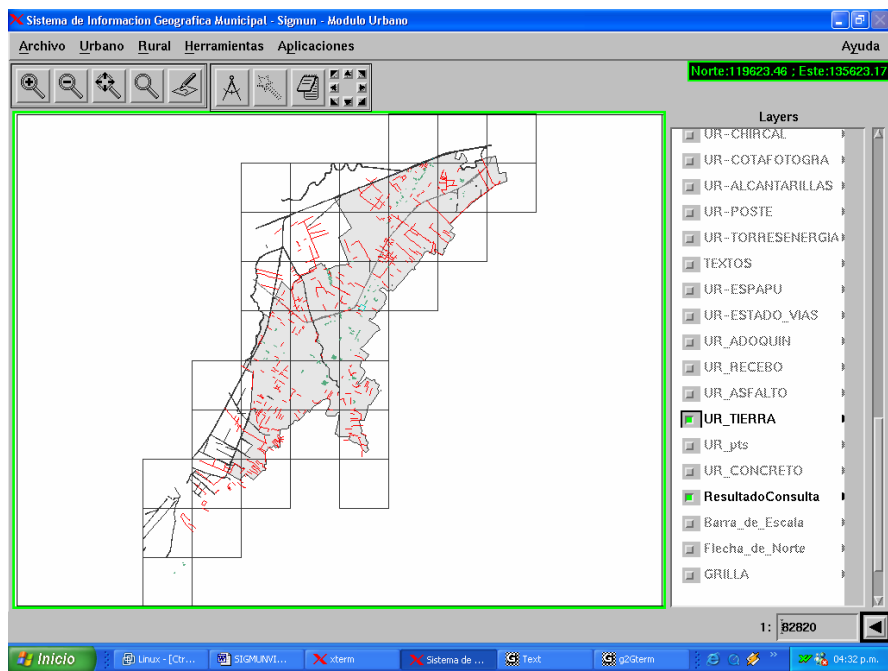 Sistema de Informacion Geografica Municipal - Sigmun - Modulo Urbano
Archivo Urbano Rural Herramientas Aplicaciones Ayuda
Norte:119623.46 ; Este:135623.17
Layers
UR-CHIRCAL
UR-COTAFOTOGRA
UR-ALCANTARILLAS
UR-POSTE
UR-TORRESENERGIA
TEXTOS
UR-ESPAPU
UR-ESTADO_VIAS
UR_ADOQUIN
UR_RECEBO
UR_ASFALTO
UR_TIERRA
UR_pts
UR_CONCRETO
ResultadoConsulta
Barra_de_Escala
Flecha_de_Norte
GRILLA
1: 82820
Inicio Linux - [Ctr... SIGMUNVI... xterm Sistema de ... Text g2Gterm 04:32 p.m.